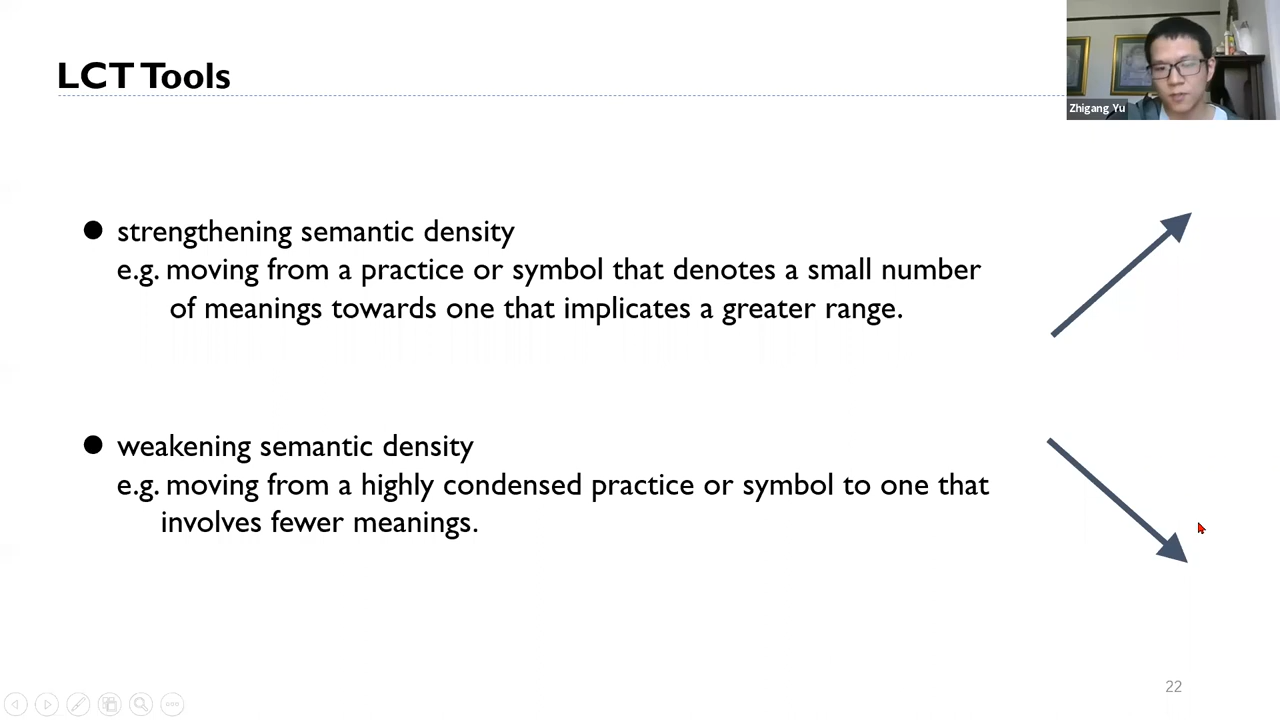 LCT Tools
Zhigang Yu
● strengthening semantic density
e.g. moving from a practice or symbol that denotes a small number
of meanings towards one that implicates a greater range.
● weakening semantic density
e.g. moving from a highly condensed practice or symbol to one that
involves fewer meanings.
22